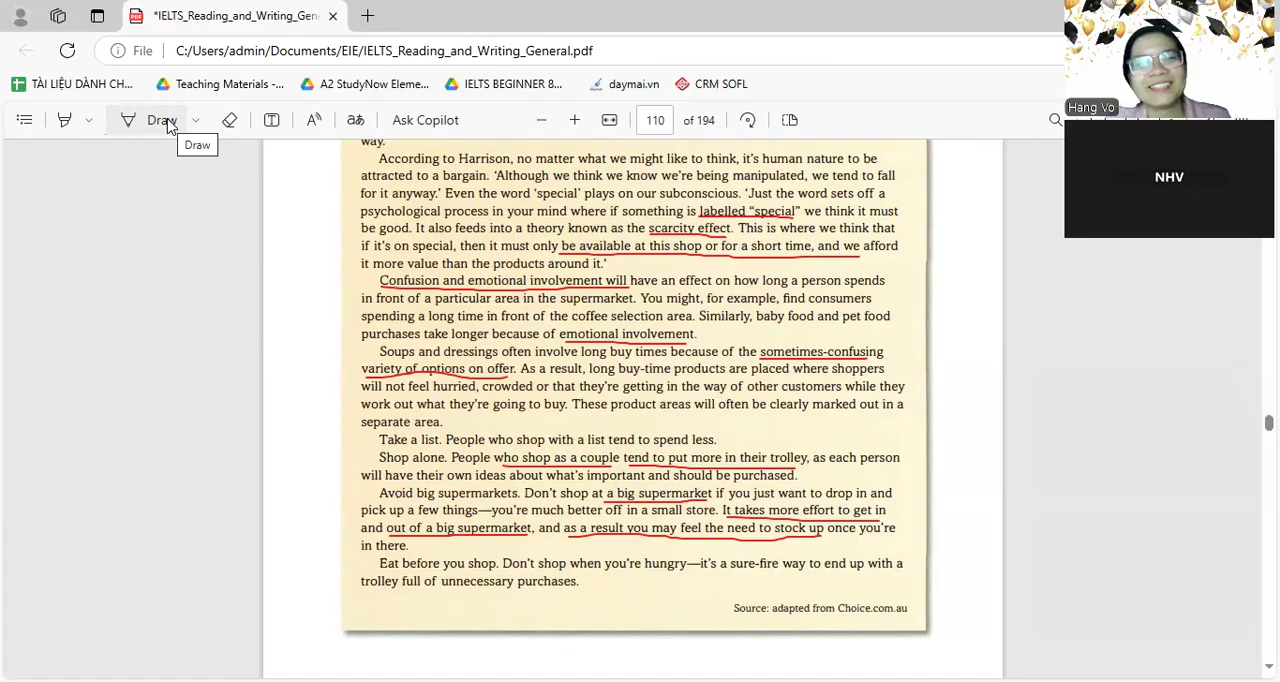 *IELTS_Reading_and_Writing_Gene
File C:/Users/admin/Documents/EIE/IELTS_Reading_and_Writing_General.pdf
TÀI LIỆU DÀNH CH... Teaching Materials -... A2 StudyNow Eleme... IELTS BEGINNER 8... daymai.vn CRM SOFL
Draw aあ Ask Copilot 110 of 194
Draw
Hang Vo
NHV
way.
According to Harrison, no matter what we might like to think, it's human nature to be
attracted to a bargain. 'Although we think we know we're being manipulated, we tend to fall
for it anyway.' Even the word 'special' plays on our subconscious. 'Just the word sets off a
psychological process in your mind where if something is labelled "special" we think it must
be good. It also feeds into a theory known as the scarcity effect. This is where we think that
if it's on special, then it must only be available at this shop or for a short time, and we afford
it more value than the products around it.'
Confusion and emotional involvement will have an effect on how long a person spends
in front of a particular area in the supermarket. You might, for example, find consumers
spending a long time in front of the coffee selection area. Similarly, baby food and pet food
purchases take longer because of emotional involvement.
Soups and dressings often involve long buy times because of the sometimes-confusing
variety of options on offer. As a result, long buy-time products are placed where shoppers
will not feel hurried, crowded or that they're getting in the way of other customers while they
work out what they're going to buy. These product areas will often be clearly marked out in a
separate area.
Take a list. People who shop with a list tend to spend less.
Shop alone. People who shop as a couple tend to put more in their trolley, as each person
will have their own ideas about what's important and should be purchased.
Avoid big supermarkets. Don't shop at a big supermarket if you just want to drop in and
pick up a few things—you're much better off in a small store. It takes more effort to get in
and out of a big supermarket, and as a result you may feel the need to stock up once you're
in there.
Eat before you shop. Don't shop when you're hungry—it's a sure-fire way to end up with a
trolley full of unnecessary purchases.
Source: adapted from Choice.com.au